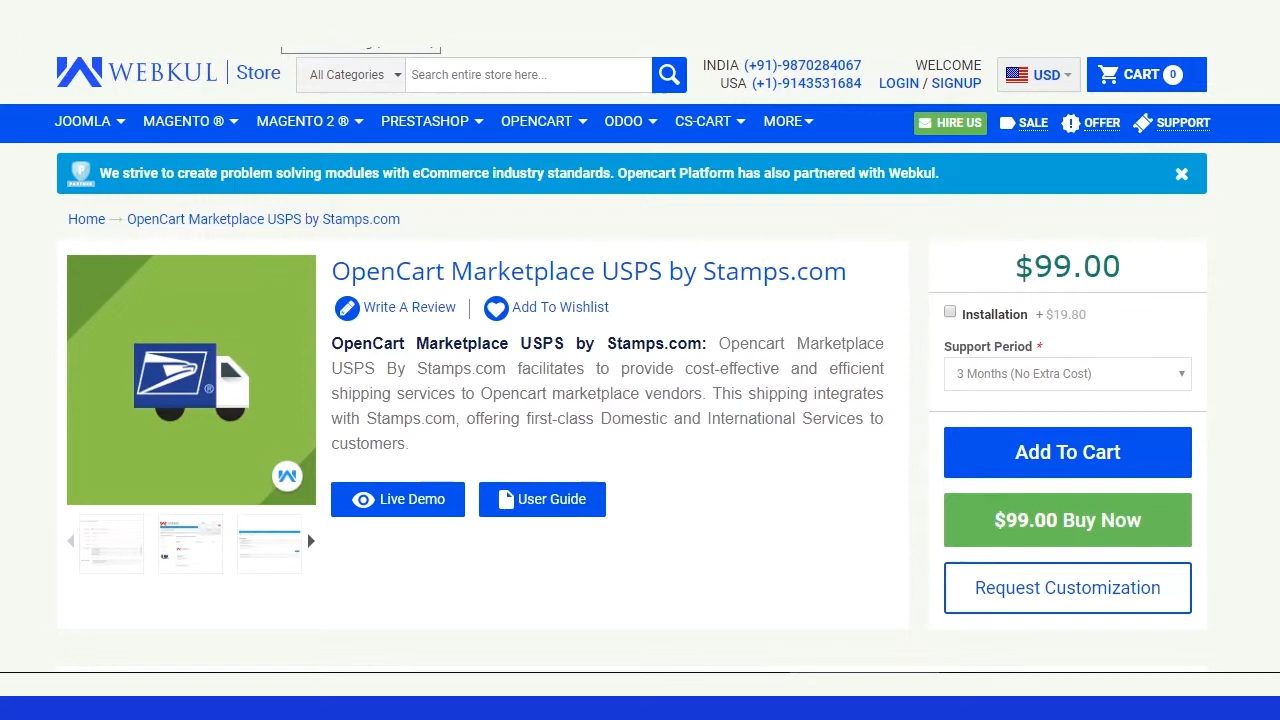 WEBKUL | Store
All Categories
Search entire store here...
INDIA (+91)-9870284067
USA (+1)-9143531684
WELCOME
LOGIN / SIGNUP
USD
CART 0
JOOMLA MAGENTO ® MAGENTO 2 ® PRESTASHOP OPENCART ODOO CS-CART MORE
HIRE US SALE OFFER SUPPORT
We strive to create problem solving modules with eCommerce industry standards. Opencart Platform has also partnered with Webkul.
Home → OpenCart Marketplace USPS by Stamps.com
OpenCart Marketplace USPS by Stamps.com
Write A Review | Add To Wishlist
OpenCart Marketplace USPS by Stamps.com: Opencart Marketplace
USPS By Stamps.com facilitates to provide cost-effective and efficient
shipping services to Opencart marketplace vendors. This shipping integrates
with Stamps.com, offering first-class Domestic and International Services to
customers.
Live Demo
User Guide
$99.00
Installation + $19.80
Support Period *
3 Months (No Extra Cost)
Add To Cart
$99.00 Buy Now
Request Customization